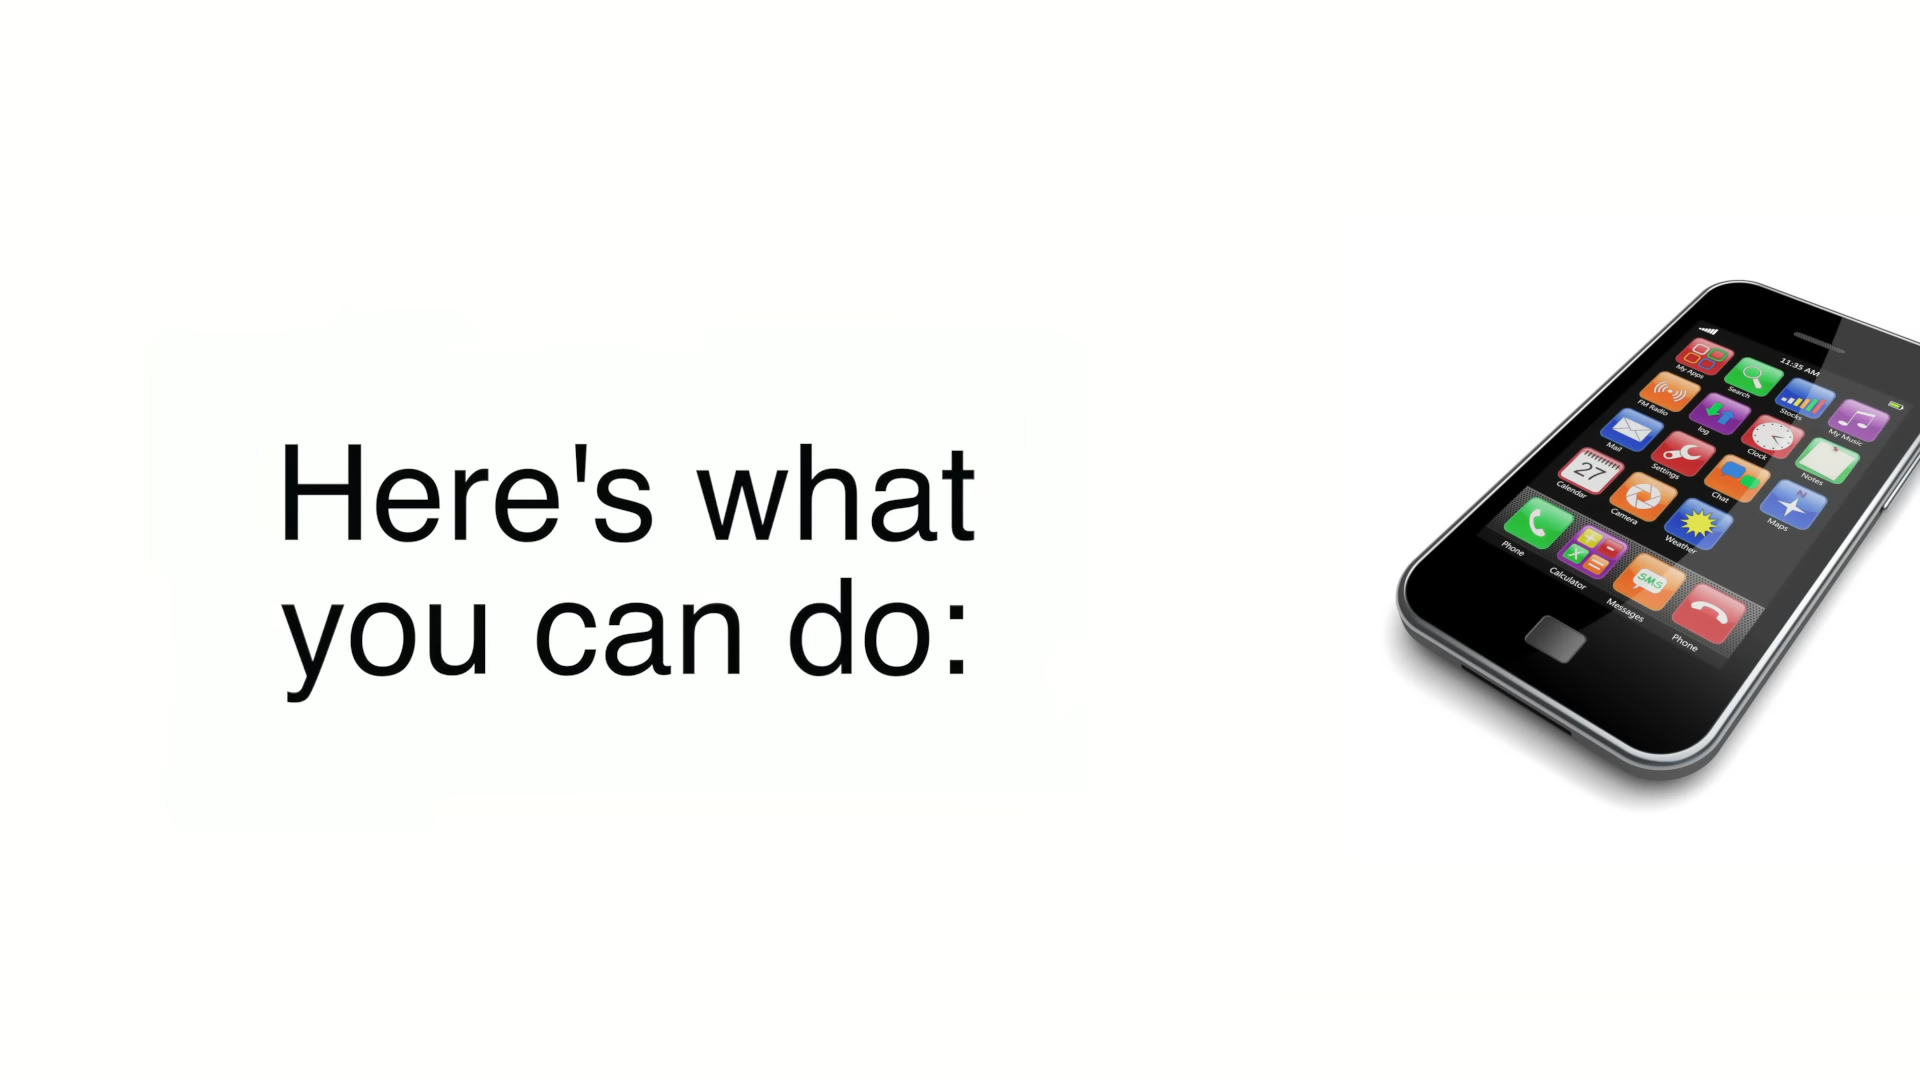 Here's what
you can do:
11:35 AM
My Apps
Search
Stocks
My Music
FM Radio
log
Clock
Notes
Mail
Settings
Chat
Maps
27
Calendar
Camera
Weather
Phone
Calculator
SMS
Messages
Phone